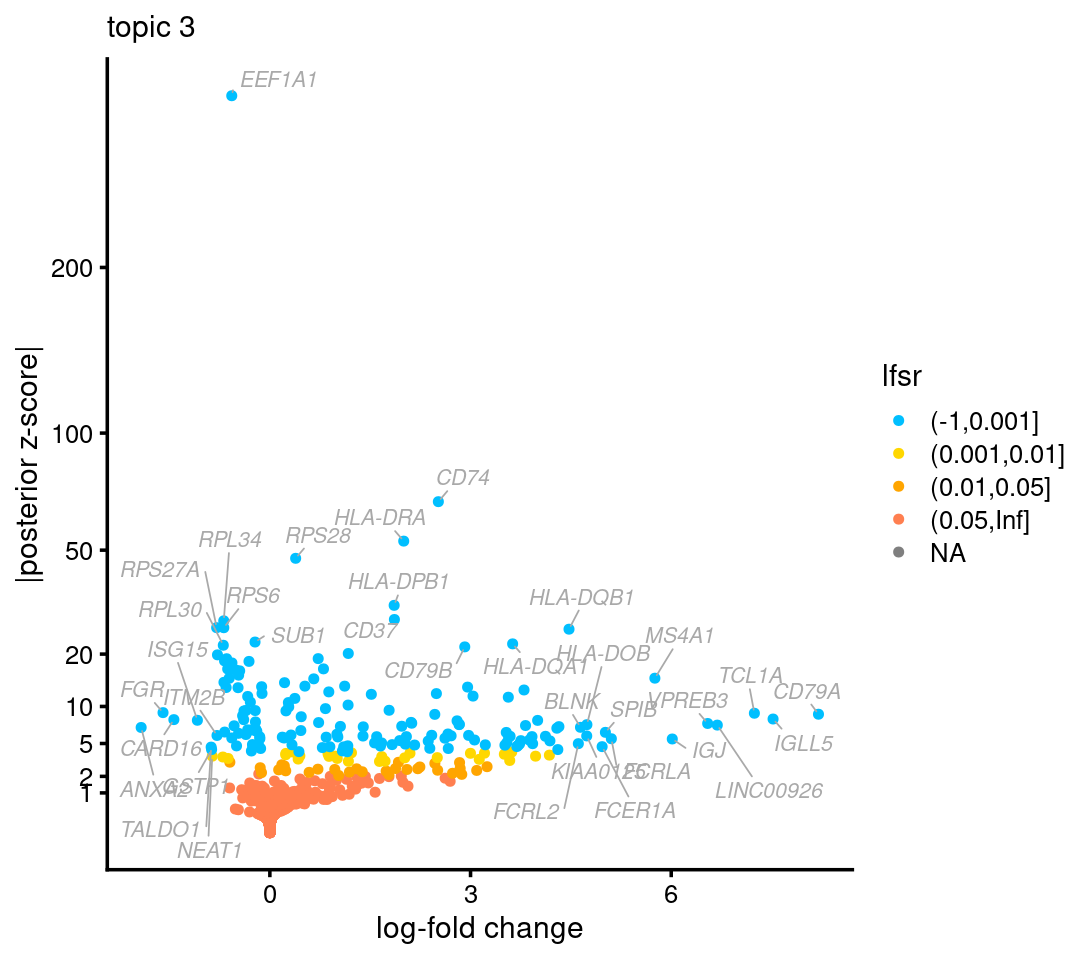 topic 3
EEF1A1
200
100
CD74
HLA-DRA
RPS28
RPL34
50
RPS27A
HLA-DPB1
RPS6
HLA-DQB1
RPL30
CD37
SUB1
MS4A1
ISG15
20
CD79B
HLA-DQA1
HLA-DOB
TCL1A
FGR
ITM2B
BLNK
SPIB
VPREB3
CD79A
10
CARD16
5
IGJ
IGLL5
2
KIAA0125
FCRLA
1
ANXA2
GSTP1
LINC00926
FCRL2
FCER1A
TALDO1
NEAT1
0
3
6
log-fold change
|posterior z-score|
lfsr
(-1,0.001]
(0.001,0.01]
(0.01,0.05]
(0.05,Inf]
NA